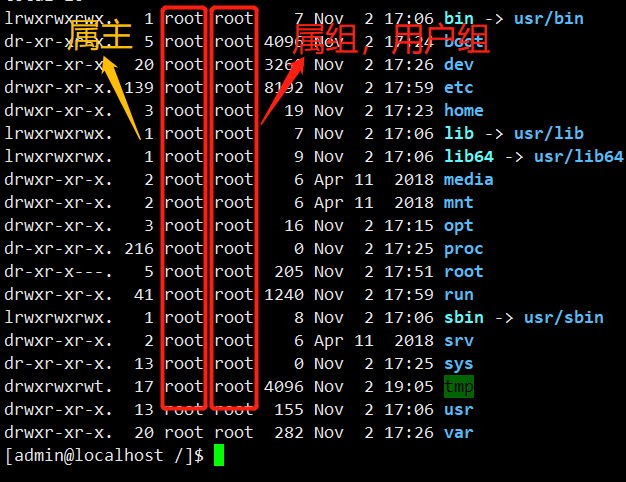 lrwxrwxrwx.   1 root root    7 Nov  2 17:06 bin -> usr/bin
属主
属组，用户组
dr-xr-xr-x.   5 root root 4096 Nov  2 17:24 boot
drwxr-xr-x.  20 root root 3260 Nov  2 17:26 dev
drwxr-xr-x. 139 root root 8192 Nov  2 17:59 etc
drwxr-xr-x.   3 root root   19 Nov  2 17:23 home
lrwxrwxrwx.   1 root root    7 Nov  2 17:06 lib -> usr/lib
lrwxrwxrwx.   1 root root    9 Nov  2 17:06 lib64 -> usr/lib64
drwxr-xr-x.   2 root root    6 Apr 11  2018 media
drwxr-xr-x.   2 root root    6 Apr 11  2018 mnt
drwxr-xr-x.   3 root root   16 Nov  2 17:15 opt
dr-xr-xr-x. 216 root root    0 Nov  2 17:25 proc
dr-xr-x---.   5 root root  205 Nov  2 17:51 root
drwxr-xr-x.  41 root root 1240 Nov  2 17:59 run
lrwxrwxrwx.   1 root root    8 Nov  2 17:06 sbin -> usr/sbin
drwxr-xr-x.   2 root root    6 Apr 11  2018 srv
dr-xr-xr-x.  13 root root    0 Nov  2 17:25 sys
drwxrwxrwt.  17 root root 4096 Nov  2 19:05 tmp
drwxr-xr-x.  13 root root  155 Nov  2 17:06 usr
drwxr-xr-x.  20 root root  282 Nov  2 17:26 var
[admin@localhost /]$